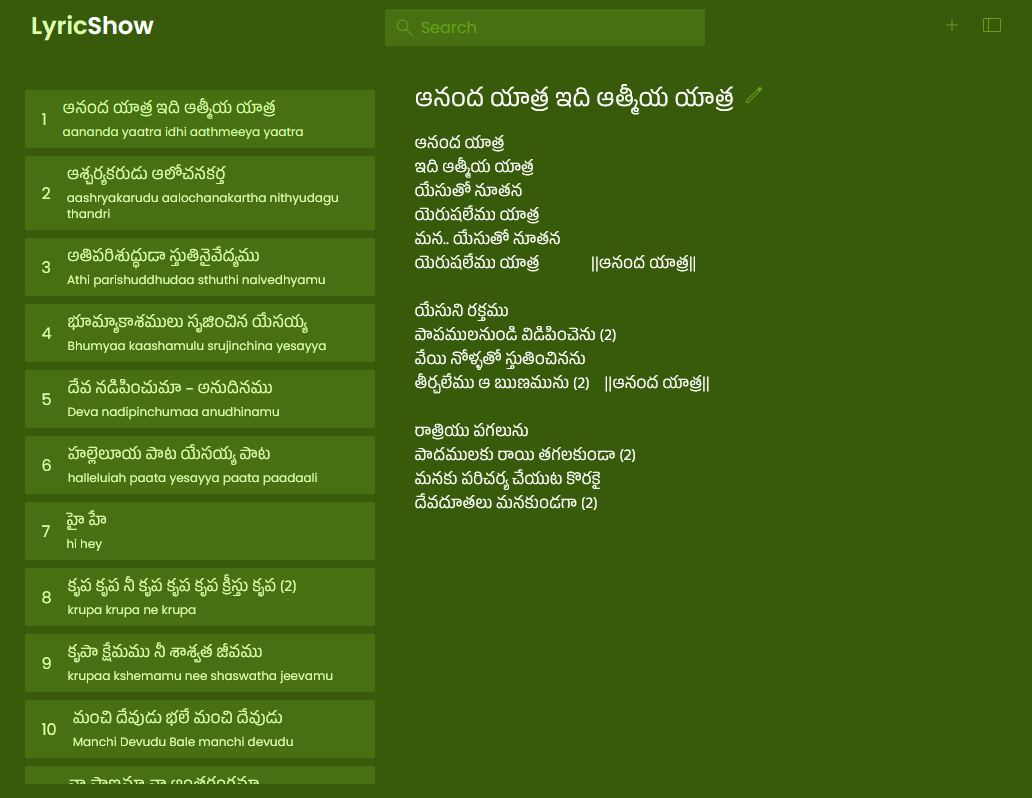 LyricShow
Search
1
ఆనంద యాత్ర ఇది ఆత్మీయ యాత్ర
aananda yaatra idhi aathmeeya yaatra
2
ఆశ్చర్యకరుడు ఆలోచనకర్త
aashryakarudu aalochanakartha nithyudagu
thandri
3
అతిపరిశుద్ధుడా స్తుతినైవేద్యము
Athi parishuddhudaa sthuthi naivedhyamu
4
భూమ్యాకాశములు సృజించిన యేసయ్య
Bhumyaa kaashamulu srujinchina yesayya
5
దేవ నడిపించుమా - అనుదినము
Deva nadipinchumaa anudhinamu
6
హల్లెలూయ పాట యేసయ్య పాట
halleluiah paata yesayya paata paadaali
7
హై హే
hi hey
8
కృప కృప నీ కృప కృప కృప క్రీస్తు కృప (2)
krupa krupa ne krupa
9
కృపా క్షేమము నీ శాశ్వత జీవము
krupaa kshemamu nee shaswatha jeevamu
10
మంచి దేవుడు భలే మంచి దేవుడు
Manchi Devudu Bale manchi devudu
ఆనంద యాత్ర ఇది ఆత్మీయ యాత్ర
ఆనంద యాత్ర
ఇది ఆత్మీయ యాత్ర
యేసుతో నూతన
యెరుషలేము యాత్ర
మన.. యేసుతో నూతన
యెరుషలేము యాత్ర ||ఆనంద యాత్ర||
యేసుని రక్తము
పాపములనుండి విడిపించెను (2)
వేయి నోళ్ళతో స్తుతించినను
తీర్చలేము ఆ ఋణమును (2) ||ఆనంద యాత్ర||
రాత్రియు పగలును
పాదములకు రాయి తగలకుండా (2)
మనకు పరిచర్య చేయుట కొరకై
దేవదూతలు మనకుండగా (2)